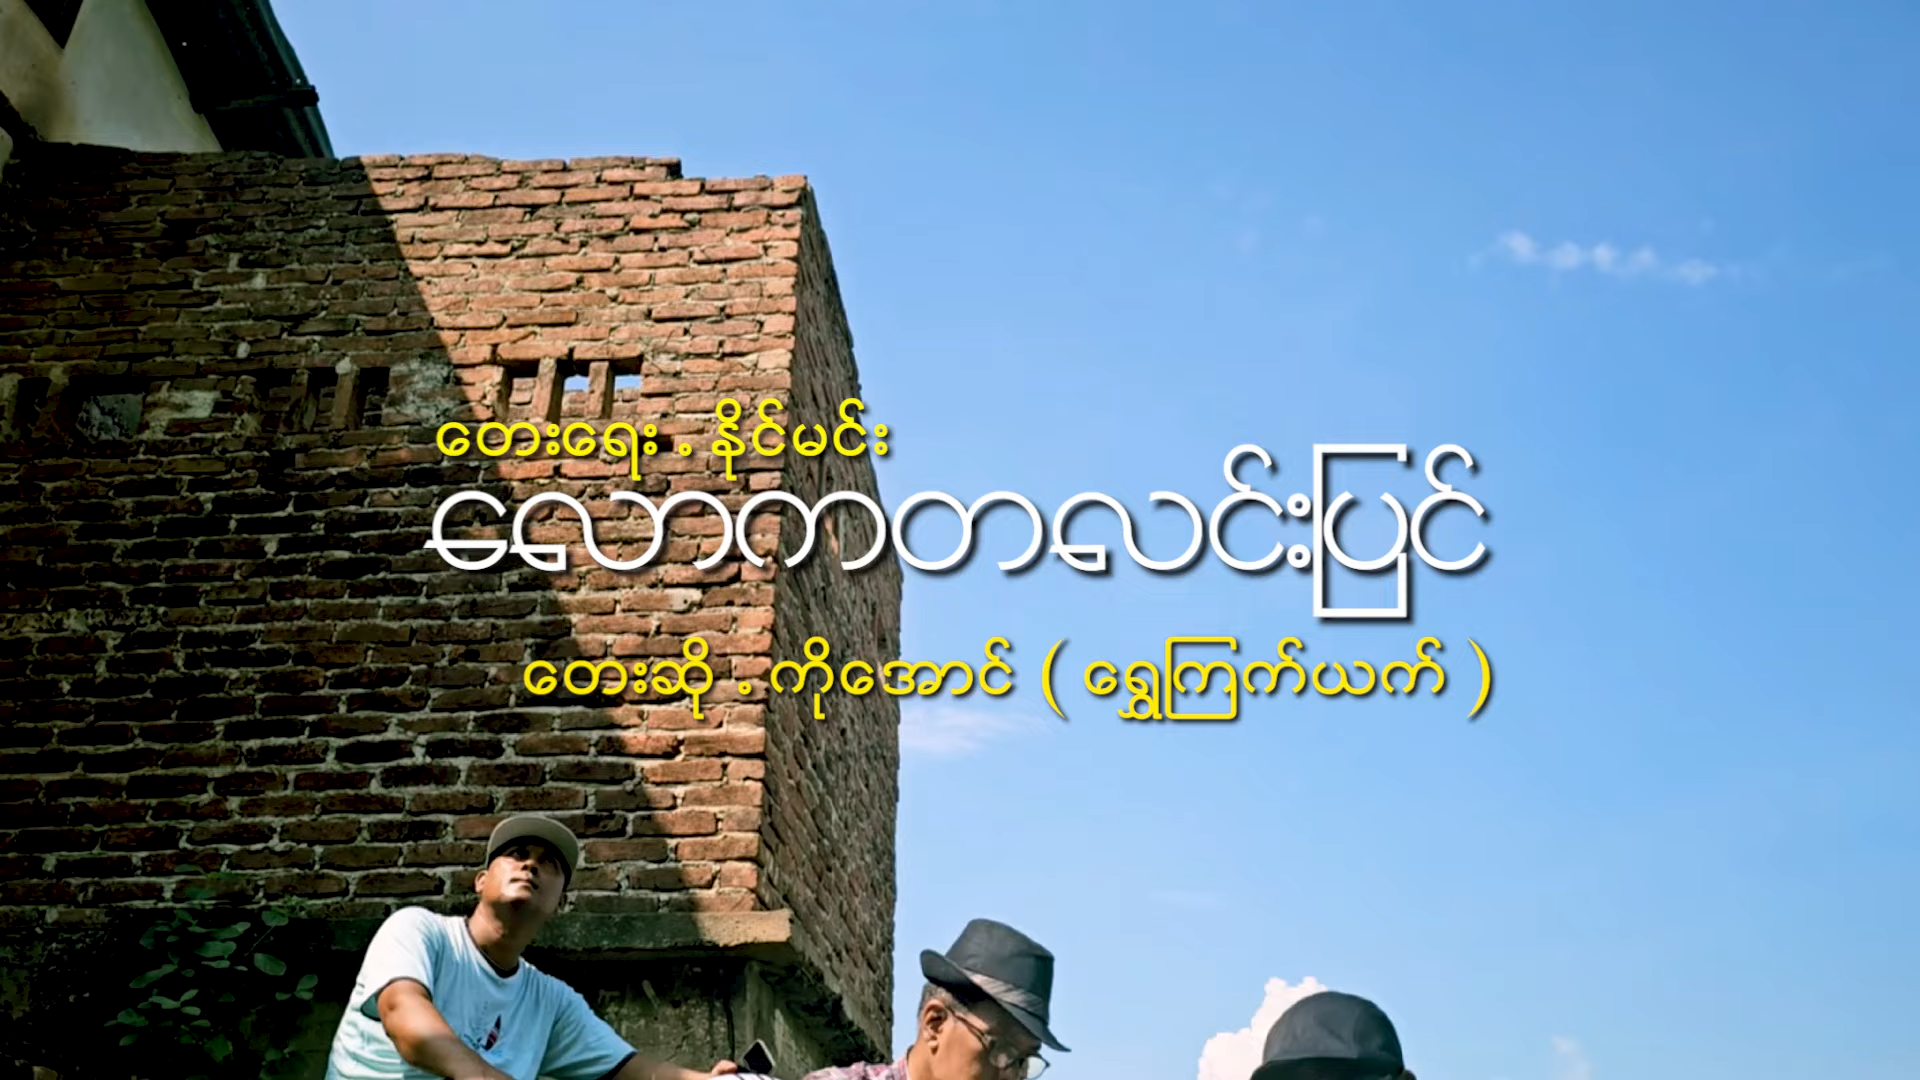 တေးရေး . နိုင်မင်း
လောကတလင်းပြင်
တေးဆို . ကိုအောင် ( ရွှေကြက်ယက် )